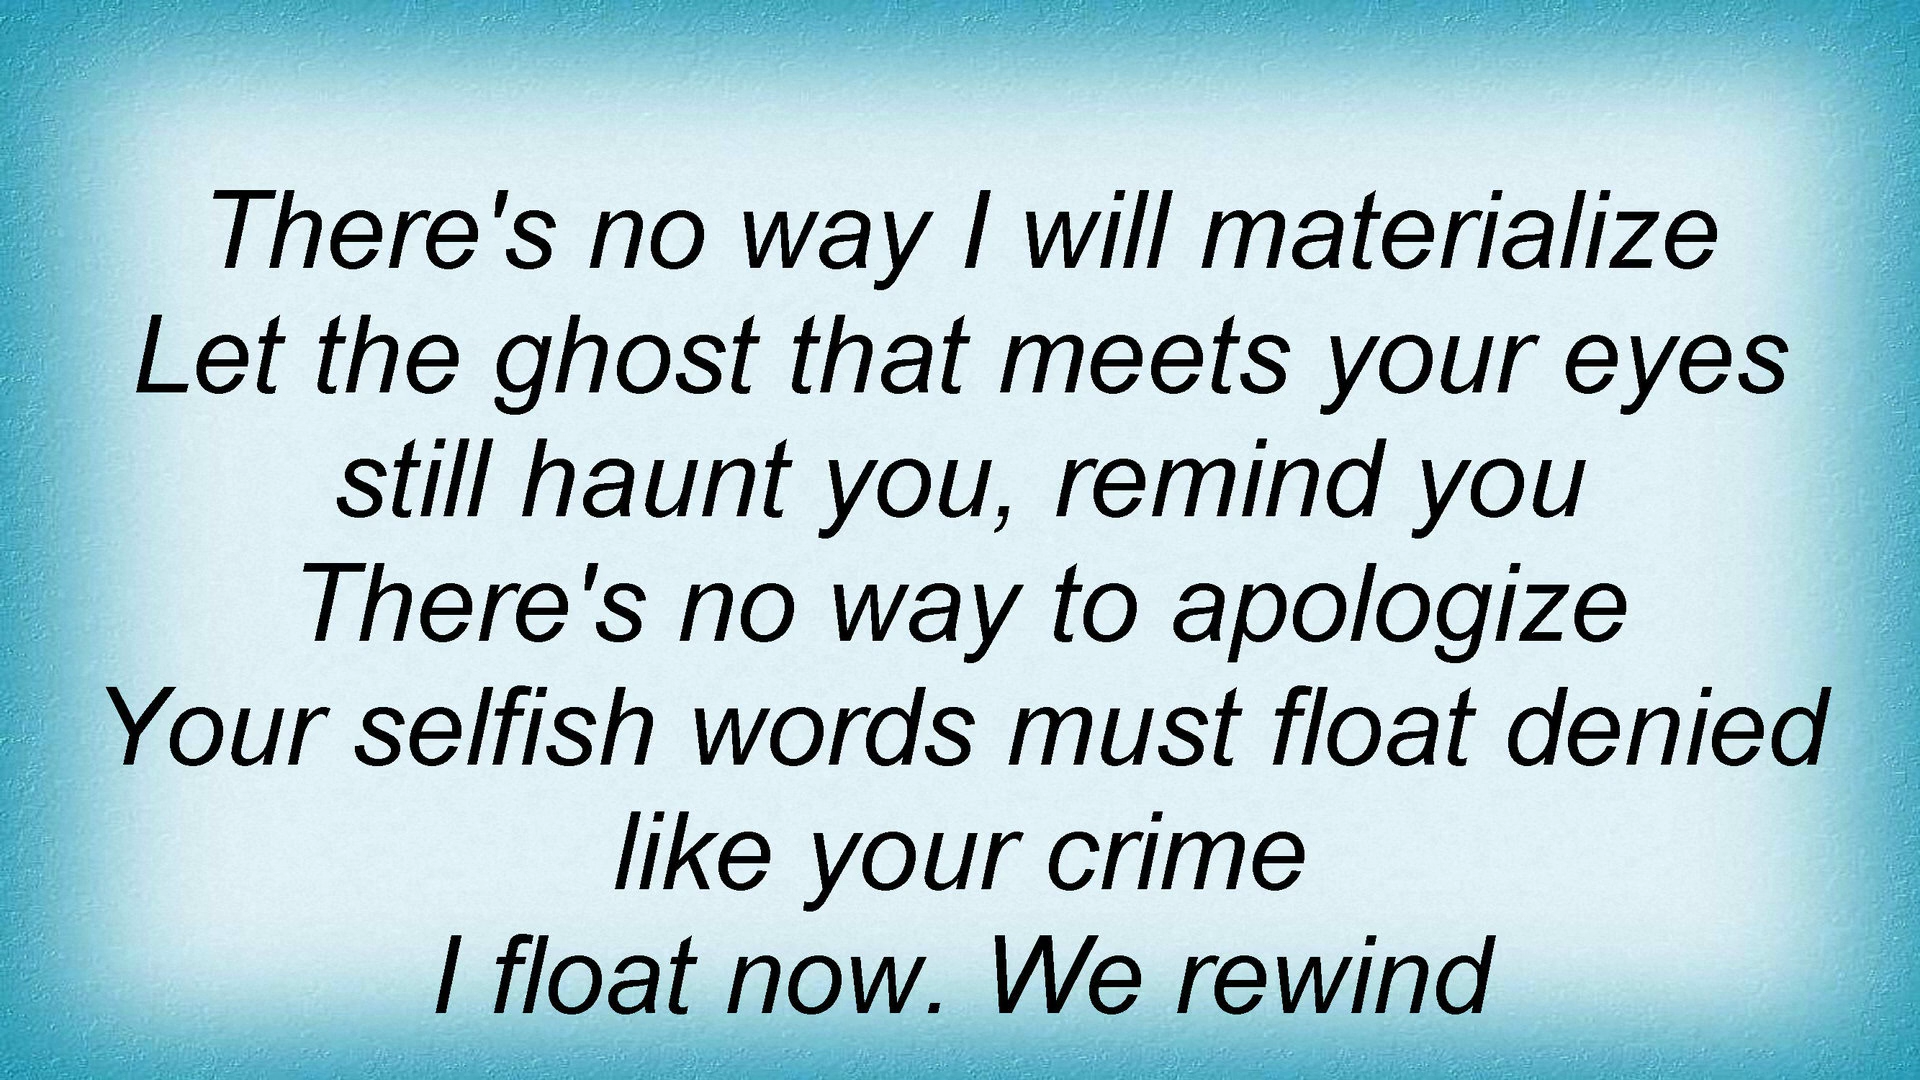 There's no way I will materialize
Let the ghost that meets your eyes
still haunt you, remind you
There's no way to apologize
Your selfish words must float denied
like your crime
I float now. We rewind